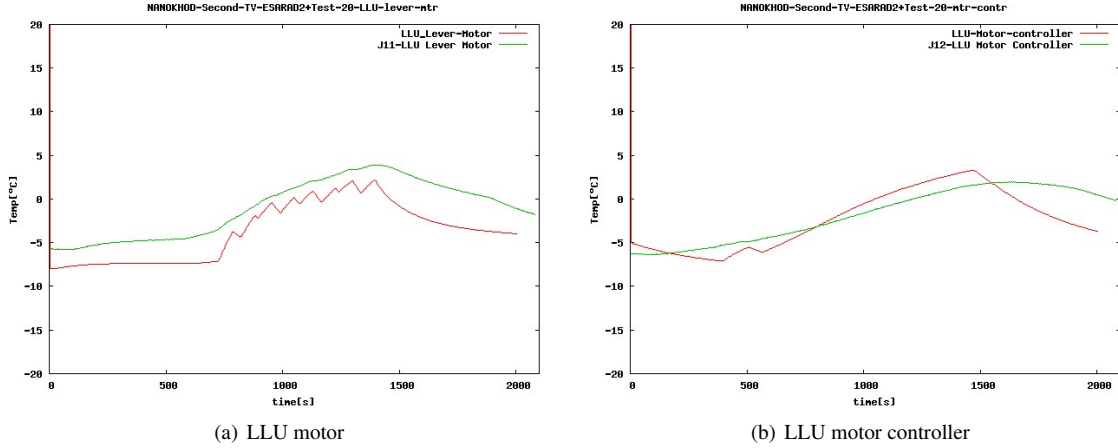 NANOKHOD-Second-TV-ESARAD2+Test-20-LLU-lever-mtr
20
15
10
5
0
-5
-10
-15
-20
Temp[°C]
LLU_Lever-Motor
J11-LLU Lever Motor
0 500 1000 1500 2000
time[s]
(a) LLU motor
NANOKHOD-Second-TV-ESARAD2+Test-20-mtr-contr
20
15
10
5
0
-5
-10
-15
-20
Temp[°C]
LLU-Motor-controller
J12-LLU Motor Controller
0 500 1000 1500 2000
time[s]
(b) LLU motor controller